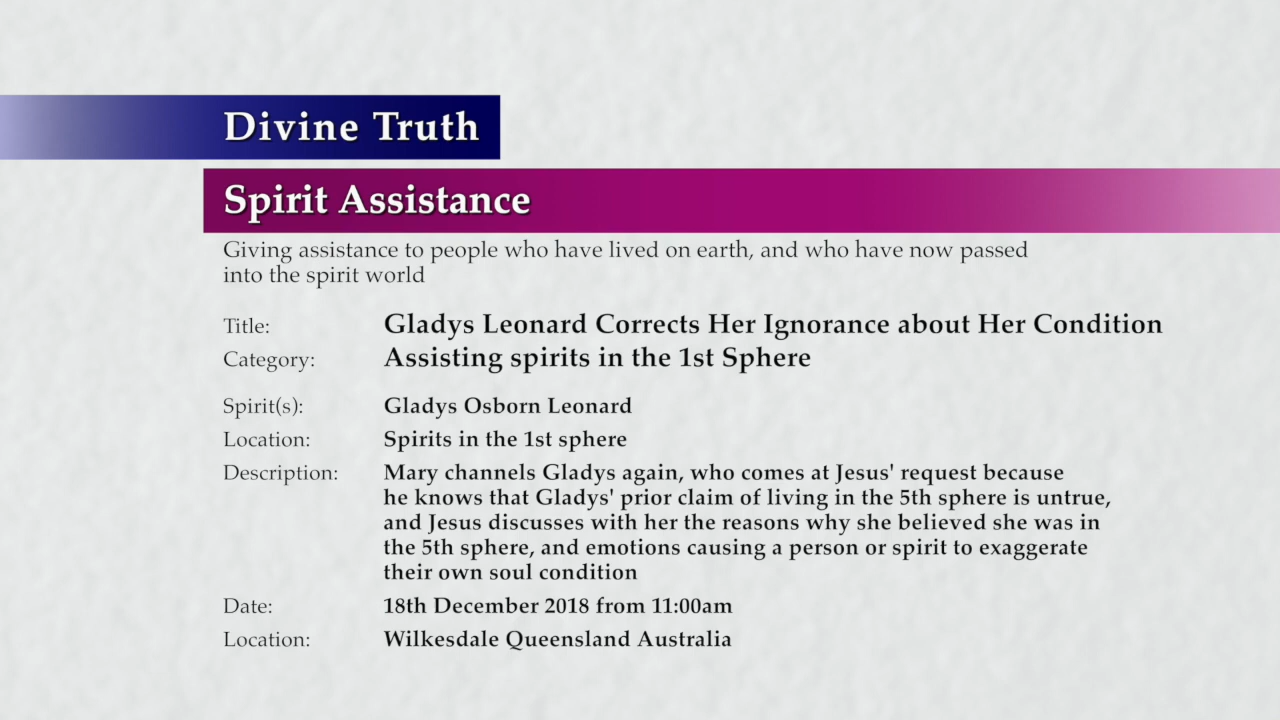 Divine Truth
Spirit Assistance
Giving assistance to people who have lived on earth, and who have now passed
into the spirit world
Title: Gladys Leonard Corrects Her Ignorance about Her Condition
Category: Assisting spirits in the 1st Sphere
Spirit(s): Gladys Osborn Leonard
Location: Spirits in the 1st sphere
Description: Mary channels Gladys again, who comes at Jesus' request because
he knows that Gladys' prior claim of living in the 5th sphere is untrue,
and Jesus discusses with her the reasons why she believed she was in
the 5th sphere, and emotions causing a person or spirit to exaggerate
their own soul condition
Date: 18th December 2018 from 11:00am
Location: Wilkesdale Queensland Australia